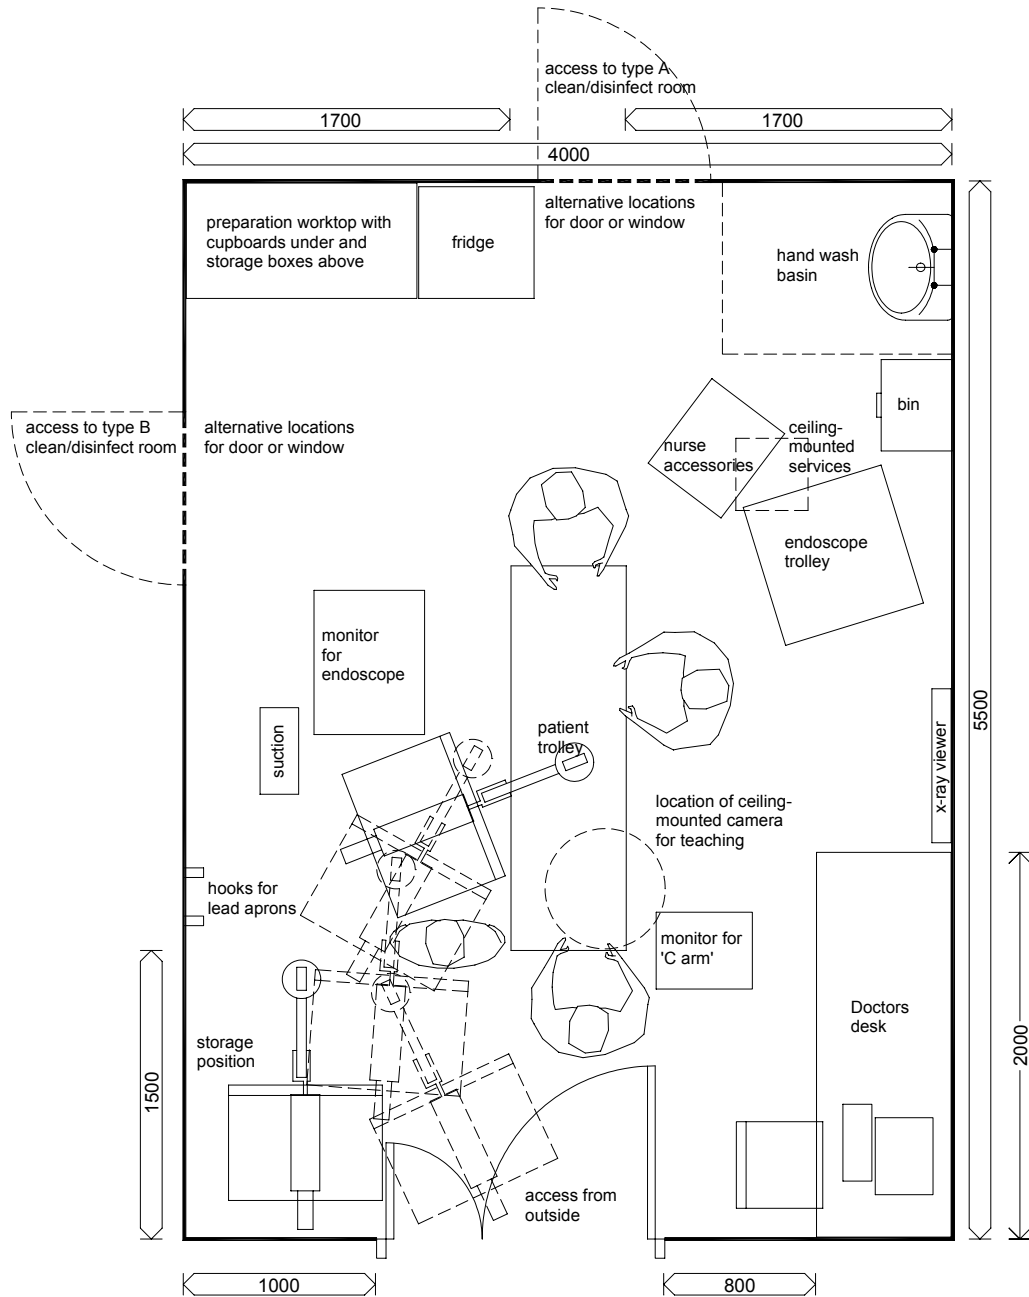 access to type A
clean/disinfect room
1700
1700
4000
preparation worktop with
cupboards under and
storage boxes above
fridge
alternative locations
for door or window
hand wash
basin
bin
access to type B
clean/disinfect room
alternative locations
for door or window
nurse
accessories
ceiling-
mounted
services
endoscope
trolley
monitor
for
endoscope
suction
patient
trolley
x-ray viewer
5500
location of ceiling-
mounted camera
for teaching
hooks for
lead aprons
monitor for
'C arm'
Doctors
desk
storage
position
1500
2000
access from
outside
1000
800